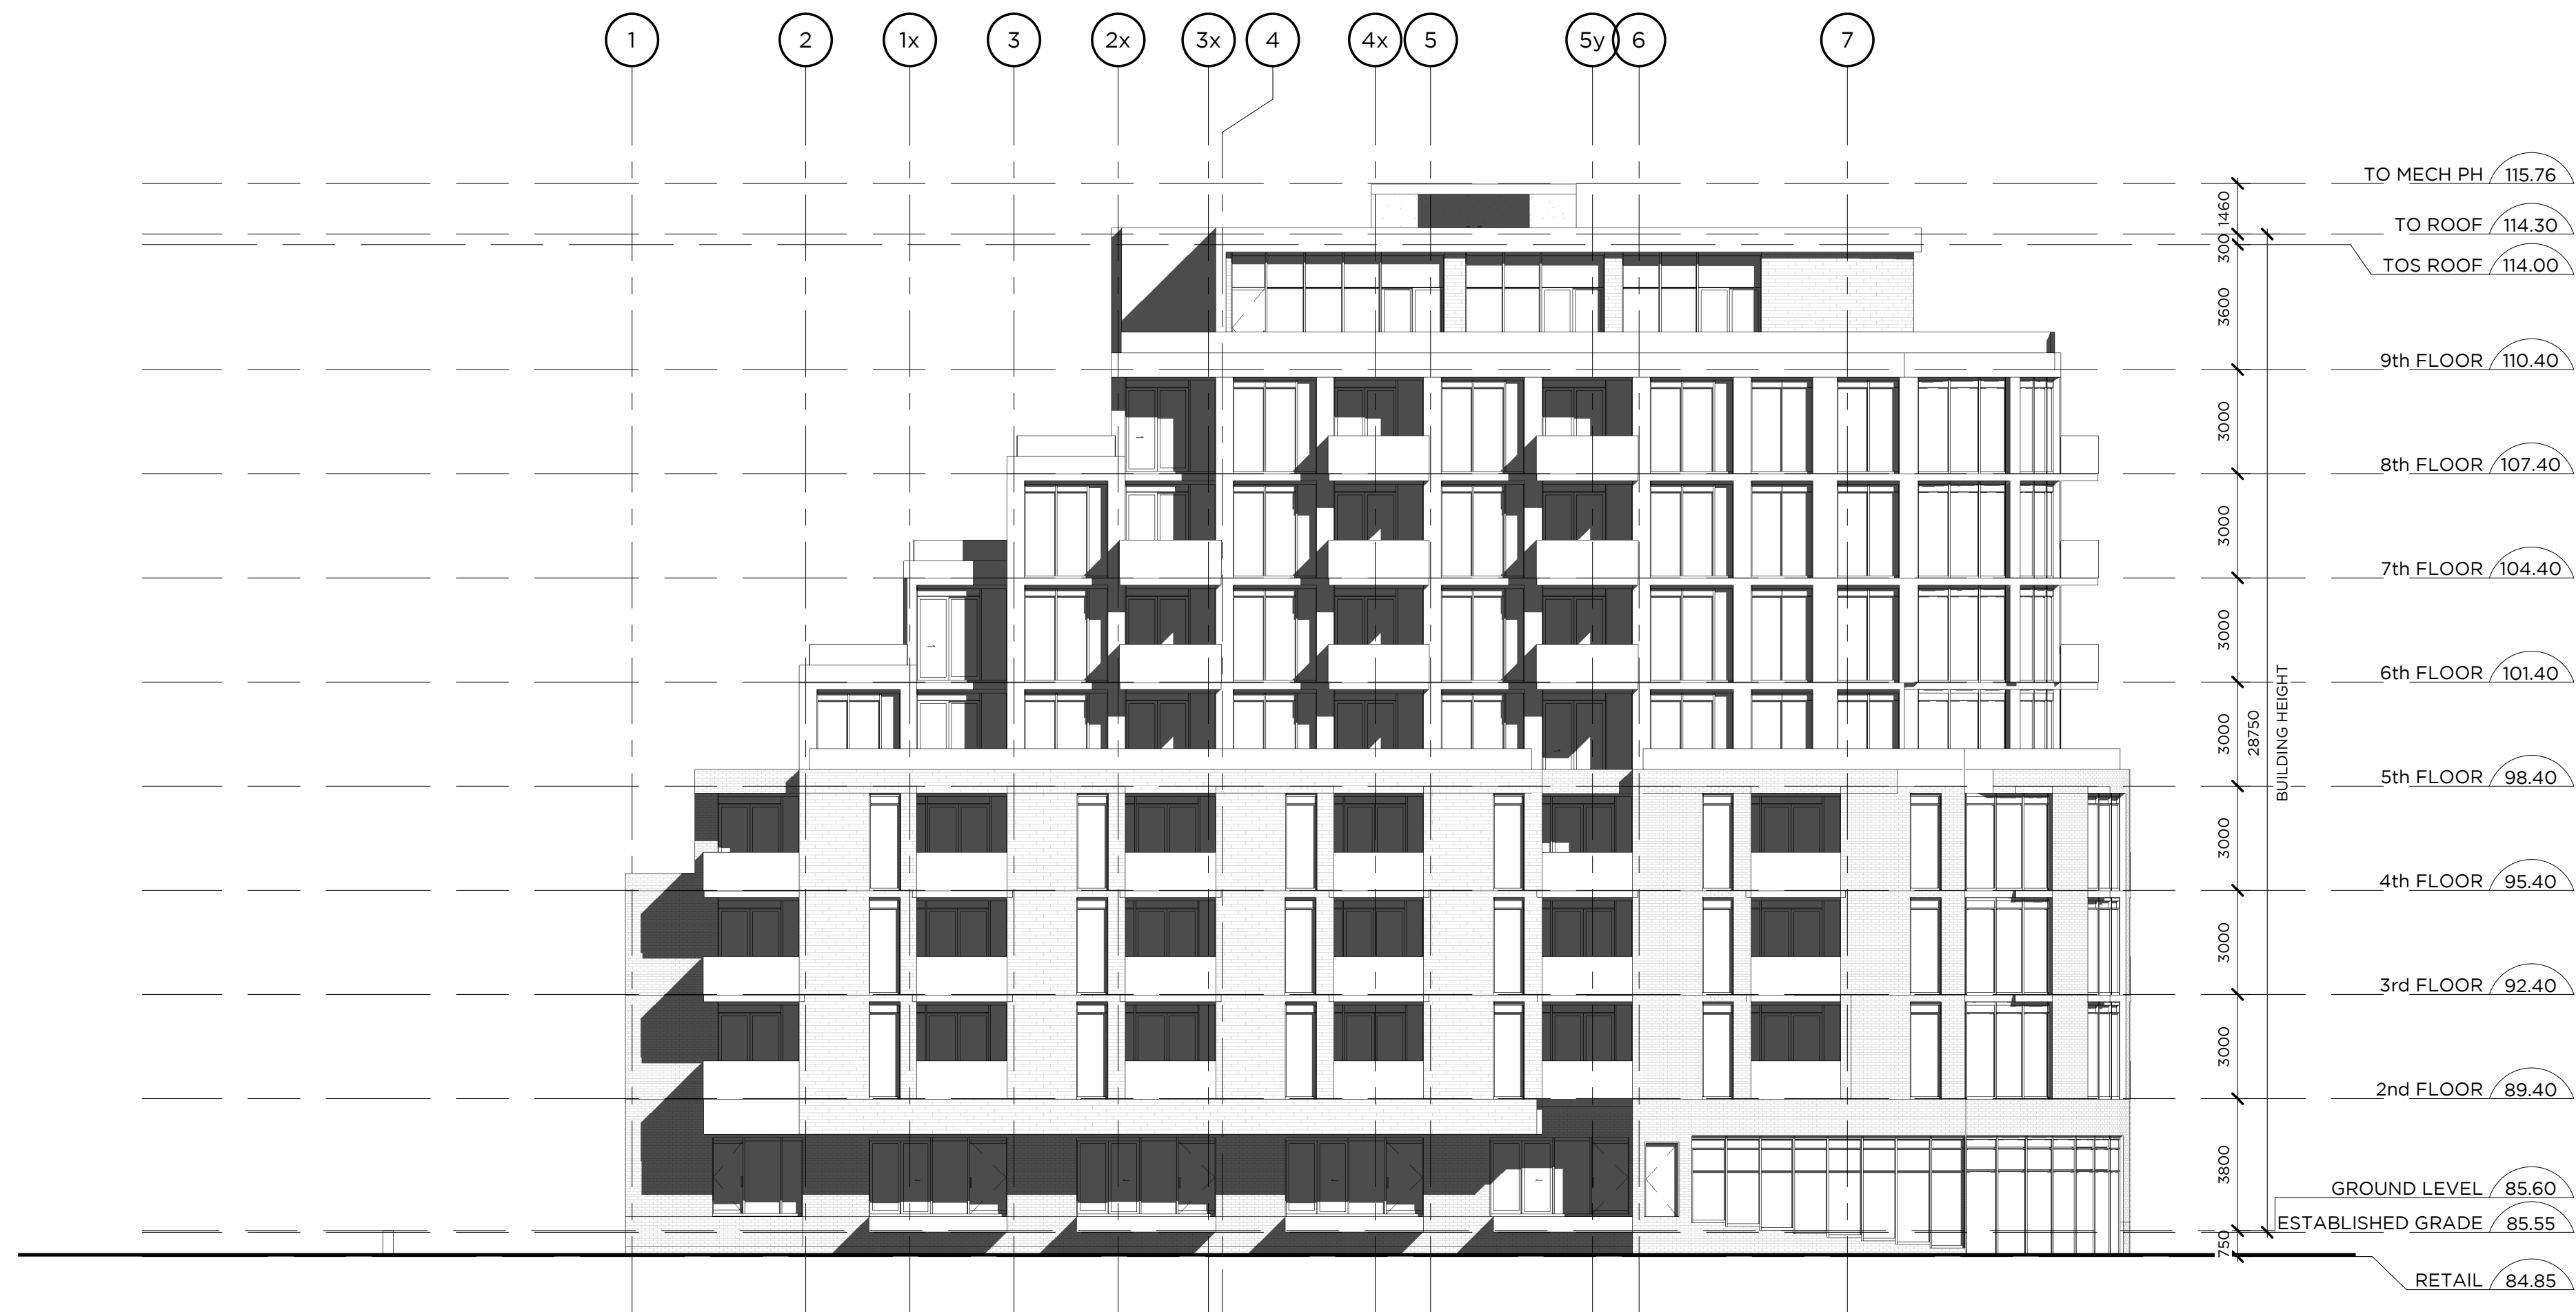 1
2
1x
3
2x
3x
4
4x
5
5y
6
7
TO MECH PH 115.76
1460
TO ROOF 114.30
300
TOS ROOF 114.00
3600
9th FLOOR 110.40
3000
8th FLOOR 107.40
3000
7th FLOOR 104.40
3000
6th FLOOR 101.40
3000
28750
BUILDING HEIGHT
5th FLOOR 98.40
3000
4th FLOOR 95.40
3000
3rd FLOOR 92.40
3000
2nd FLOOR 89.40
3800
GROUND LEVEL 85.60
ESTABLISHED GRADE 85.55
750
RETAIL 84.85